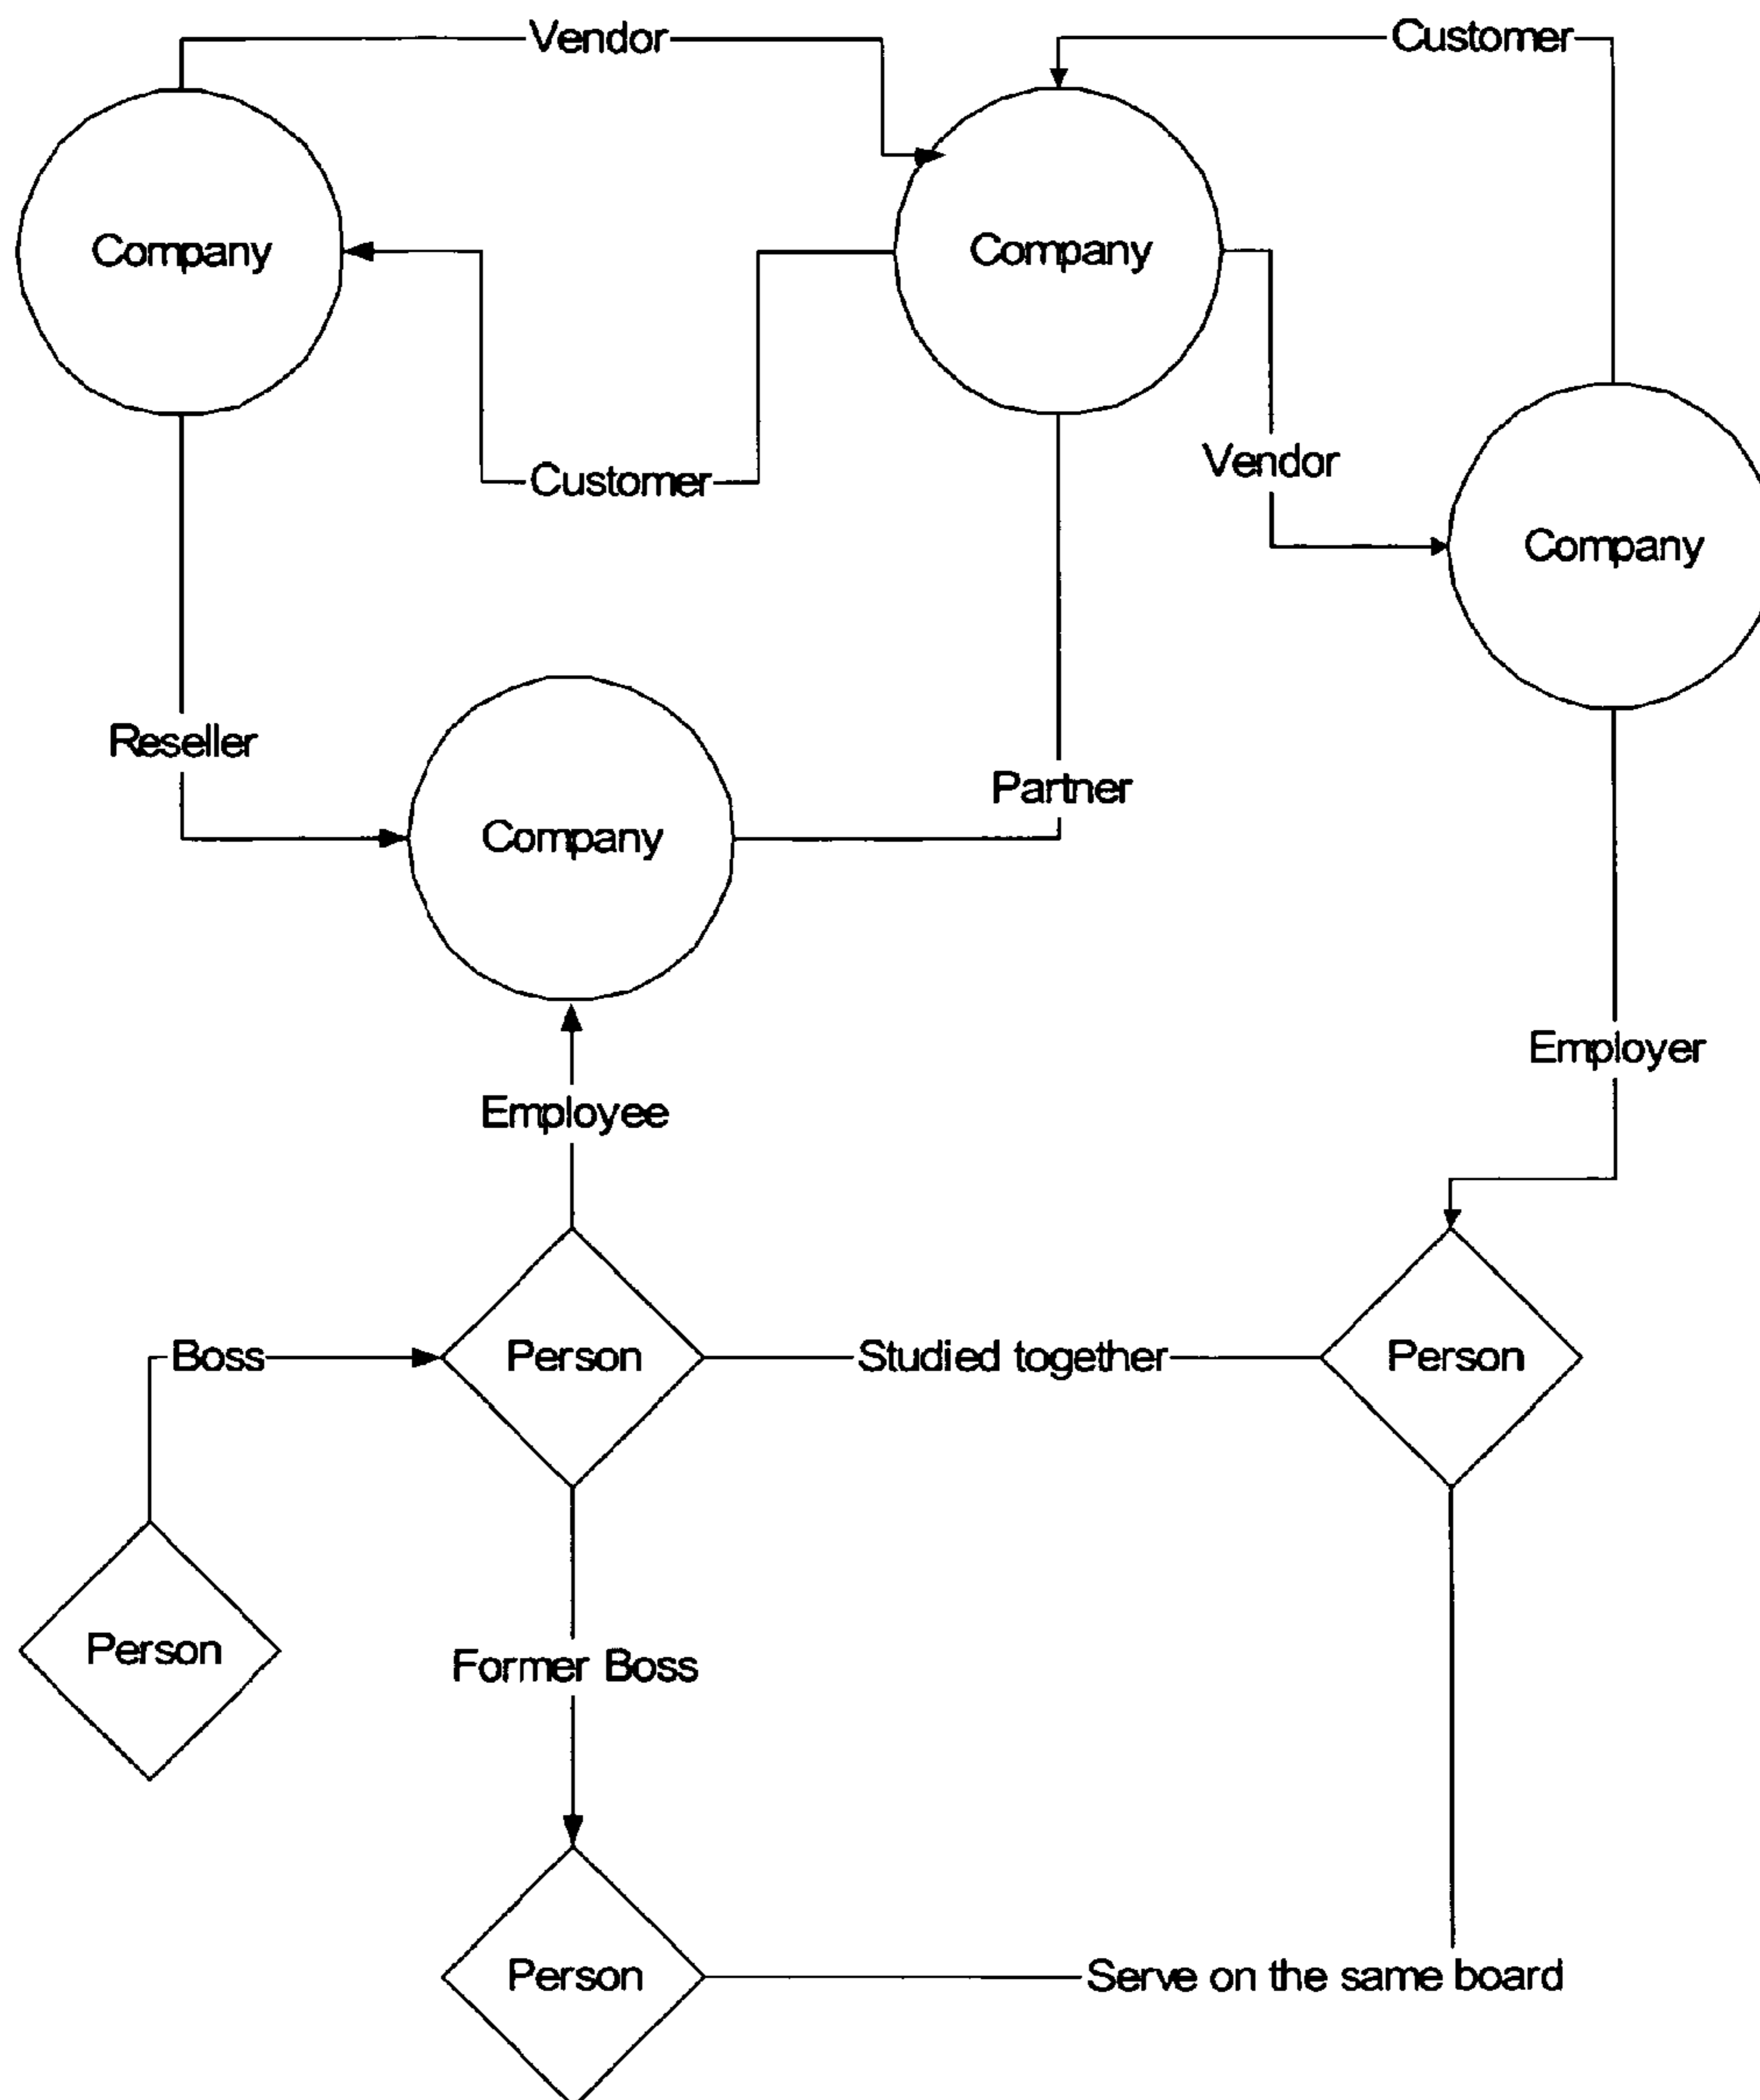 Vendor
Customer
Company
Company
Customer
Vendor
Company
Reseller
Partner
Company
Employer
Employee
Boss
Person
Studied together
Person
Person
Former Boss
Person
Serve on the same board